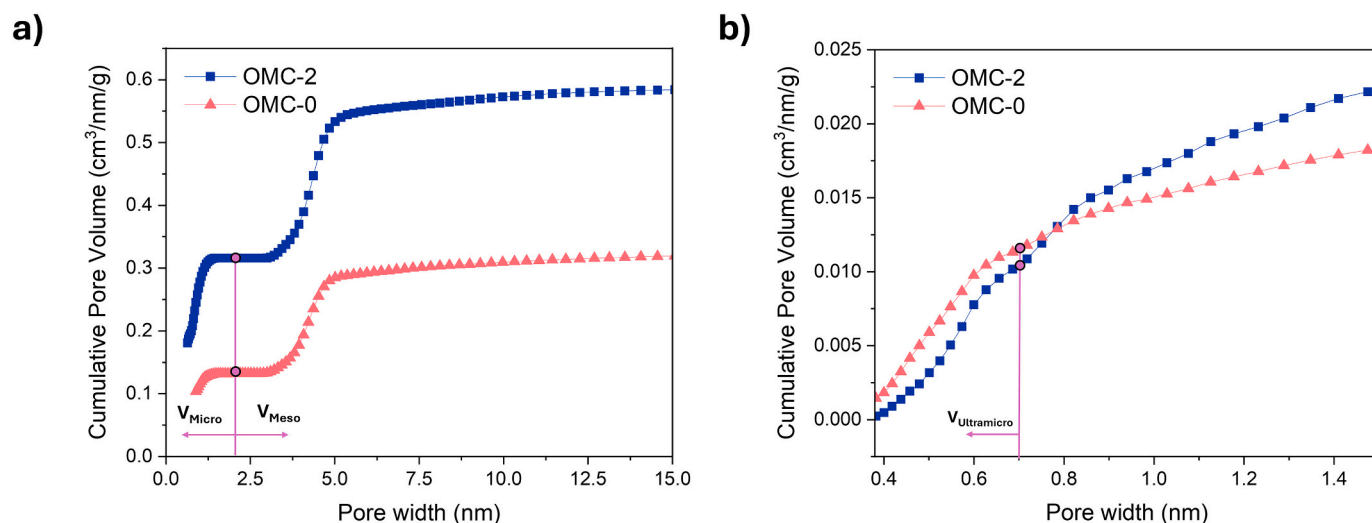 a)
Cumulative Pore Volume (cm³/nm/g)
0.6
0.5
0.4
0.3
0.2
0.1
0.0
OMC-2
OMC-0
V_Micro
V_Meso
0.0 2.5 5.0 7.5 10.0 12.5 15.0
Pore width (nm)
b)
Cumulative Pore Volume (cm³/nm/g)
0.025
0.020
0.015
0.010
0.005
0.000
OMC-2
OMC-0
V_Ultramicro
0.4 0.6 0.8 1.0 1.2 1.4
Pore width (nm)